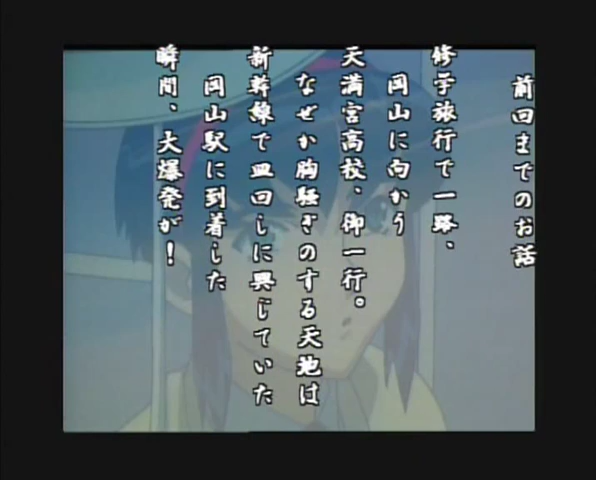 前回までのお話
修学旅行で一路、
岡山に向かう
天満宮高校、御一行。
なぜか胸騒ぎのする天地は
新幹線で皿回しに興じていた
岡山駅に到着した
瞬間、大爆発が!